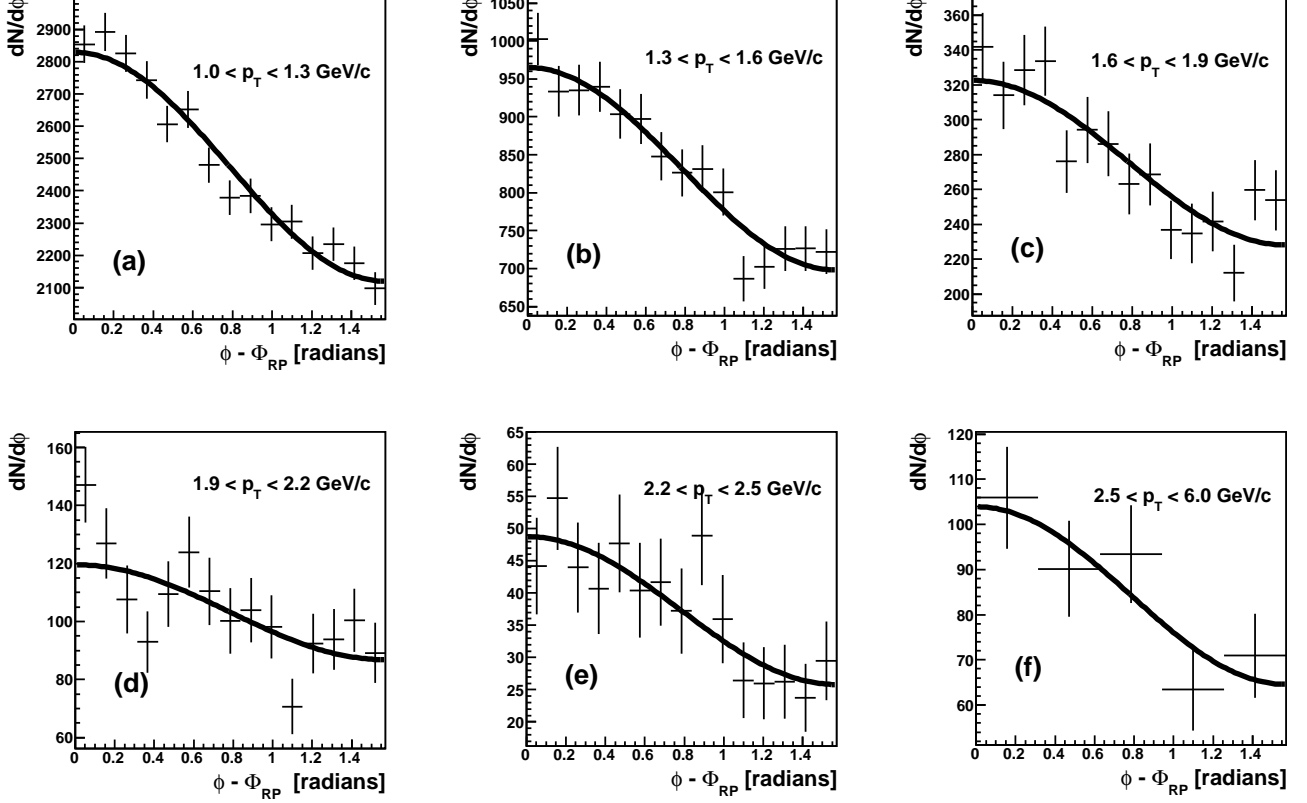 dN/dφ
2900
2800
2700
2600
2500
2400
2300
2200
2100
1.0 < p_T < 1.3 GeV/c
(a)
0 0.2 0.4 0.6 0.8 1 1.2 1.4
φ - Φ_RP [radians]
dN/dφ
1050
1000
950
900
850
800
750
700
650
1.3 < p_T < 1.6 GeV/c
(b)
0 0.2 0.4 0.6 0.8 1 1.2 1.4
φ - Φ_RP [radians]
dN/dφ
360
340
320
300
280
260
240
220
200
1.6 < p_T < 1.9 GeV/c
(c)
0 0.2 0.4 0.6 0.8 1 1.2 1.4
φ - Φ_RP [radians]
dN/dφ
160
140
120
100
80
60
1.9 < p_T < 2.2 GeV/c
(d)
0 0.2 0.4 0.6 0.8 1 1.2 1.4
φ - Φ_RP [radians]
dN/dφ
65
60
55
50
45
40
35
30
25
20
2.2 < p_T < 2.5 GeV/c
(e)
0 0.2 0.4 0.6 0.8 1 1.2 1.4
φ - Φ_RP [radians]
dN/dφ
120
110
100
90
80
70
60
2.5 < p_T < 6.0 GeV/c
(f)
0 0.2 0.4 0.6 0.8 1 1.2 1.4
φ - Φ_RP [radians]